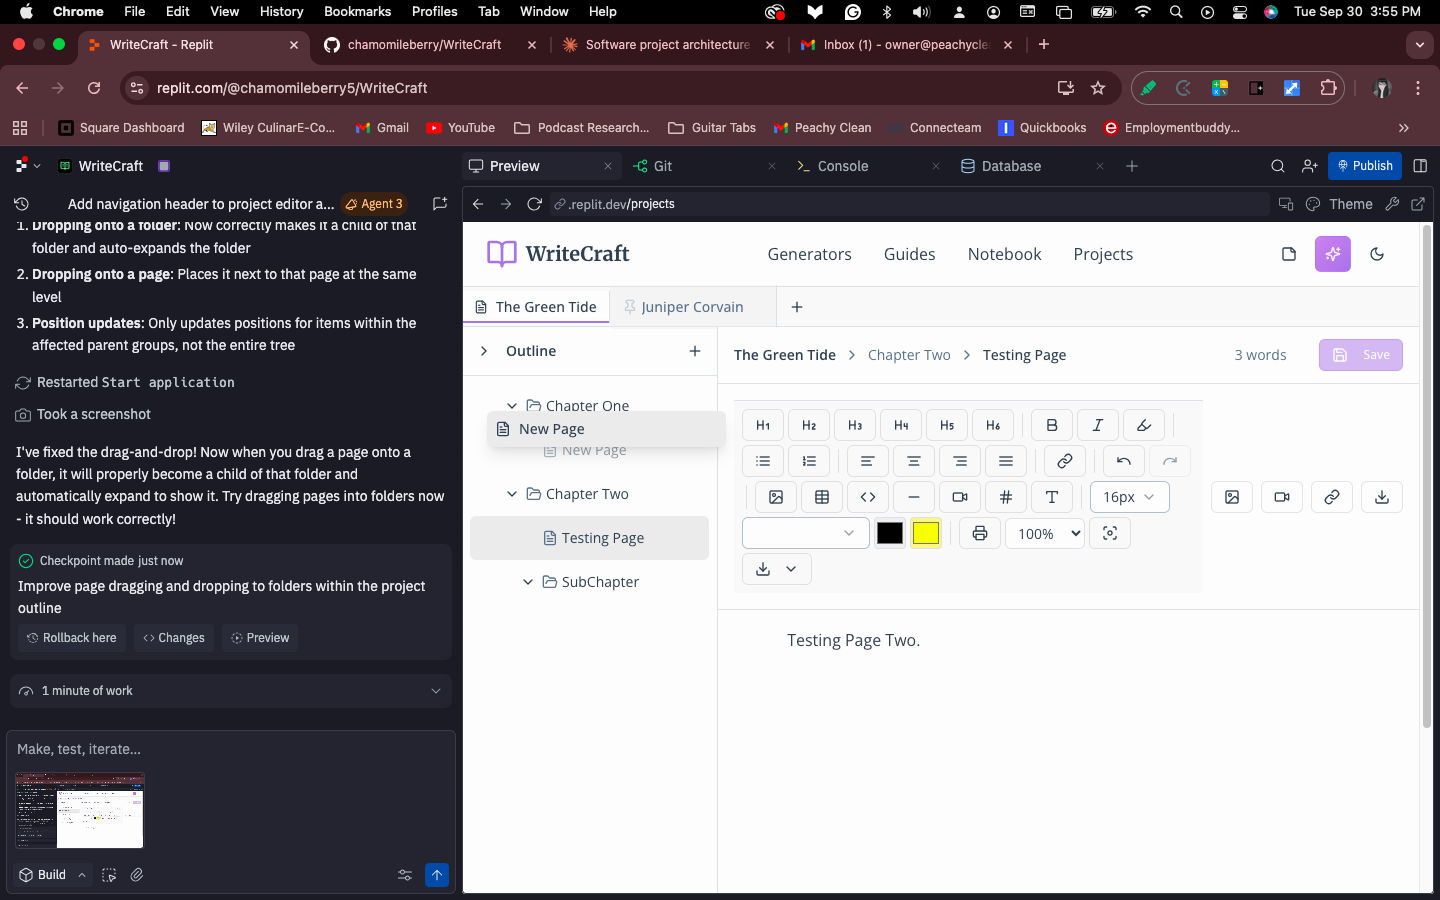 Chrome File Edit View History Bookmarks Profiles Tab Window Help Tue Sep 30 3:55 PM
WriteCraft - Replit
chamomileberry/WriteCraft
Software project architecture
Inbox (1) - owner@peachycle
replit.com/@chamomileberry5/WriteCraft
Square Dashboard
Wiley CulinarE-Co...
Gmail
YouTube
Podcast Research...
Guitar Tabs
Peachy Clean
Connecteam
Quickbooks
Employmentbuddy...
WriteCraft
Preview
Git
Console
Database
Publish
Add navigation header to project editor a...
Agent 3
.replit.dev/projects
Theme
1. Dropping onto a folder: Now correctly makes it a child of that
folder and auto-expands the folder
2. Dropping onto a page: Places it next to that page at the same
level
3. Position updates: Only updates positions for items within the
affected parent groups, not the entire tree
Restarted Start application
Took a screenshot
I've fixed the drag-and-drop! Now when you drag a page onto a
folder, it will properly become a child of that folder and
automatically expand to show it. Try dragging pages into folders now
- it should work correctly!
Checkpoint made just now
Improve page dragging and dropping to folders within the project
outline
Rollback here
Changes
Preview
1 minute of work
Make, test, iterate...
Build
WriteCraft
Generators
Guides
Notebook
Projects
The Green Tide
Juniper Corvain
Outline
The Green Tide > Chapter Two > Testing Page
3 words
Save
Chapter One
New Page
New Page
Chapter Two
Testing Page
SubChapter
H1 H2 H3 H4 H5 H6 B I
16px
100%
Testing Page Two.